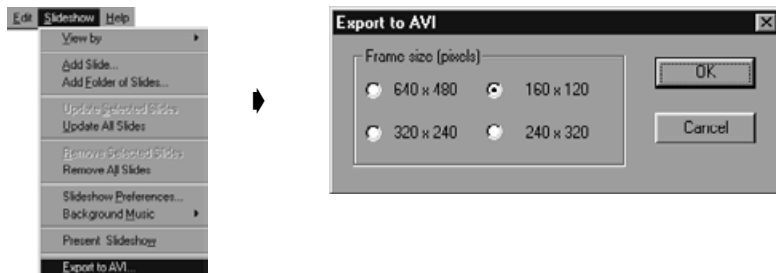 Edit Slideshow Help
View by
Add Slide...
Add Folder of Slides...
Update Selected Slides
Update All Slides
Remove Selected Slides
Remove All Slides
Slideshow Preferences...
Background Music
Present Slideshow
Export to AVI...
Export to AVI
Frame size (pixels)
640 x 480 160 x 120
320 x 240 240 x 320
OK
Cancel